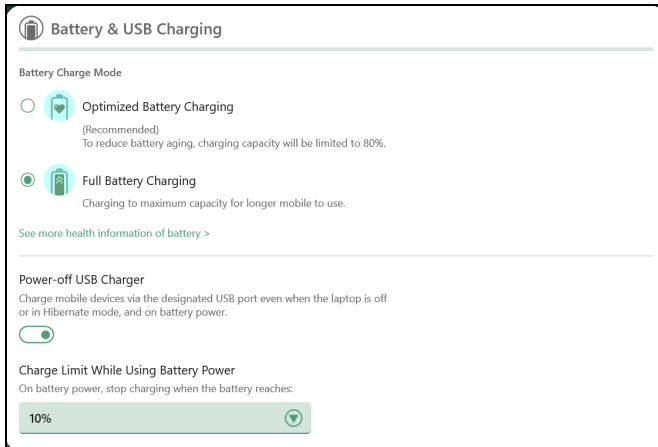 Battery & USB Charging
Battery Charge Mode
Optimized Battery Charging
(Recommended)
To reduce battery aging, charging capacity will be limited to 80%.
Full Battery Charging
Charging to maximum capacity for longer mobile to use.
See more health information of battery >
Power-off USB Charger
Charge mobile devices via the designated USB port even when the laptop is off
or in Hibernate mode, and on battery power.
Charge Limit While Using Battery Power
On battery power, stop charging when the battery reaches:
10%